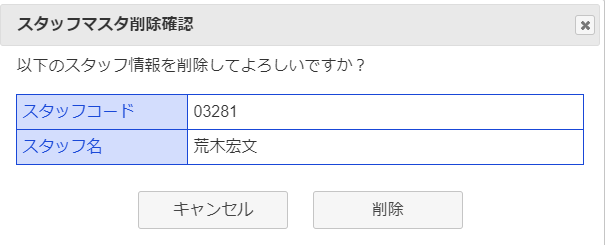 スタッフマスタ削除確認
以下のスタッフ情報を削除してよろしいですか？
スタッフコード 03281
スタッフ名 荒木宏文
キャンセル 削除